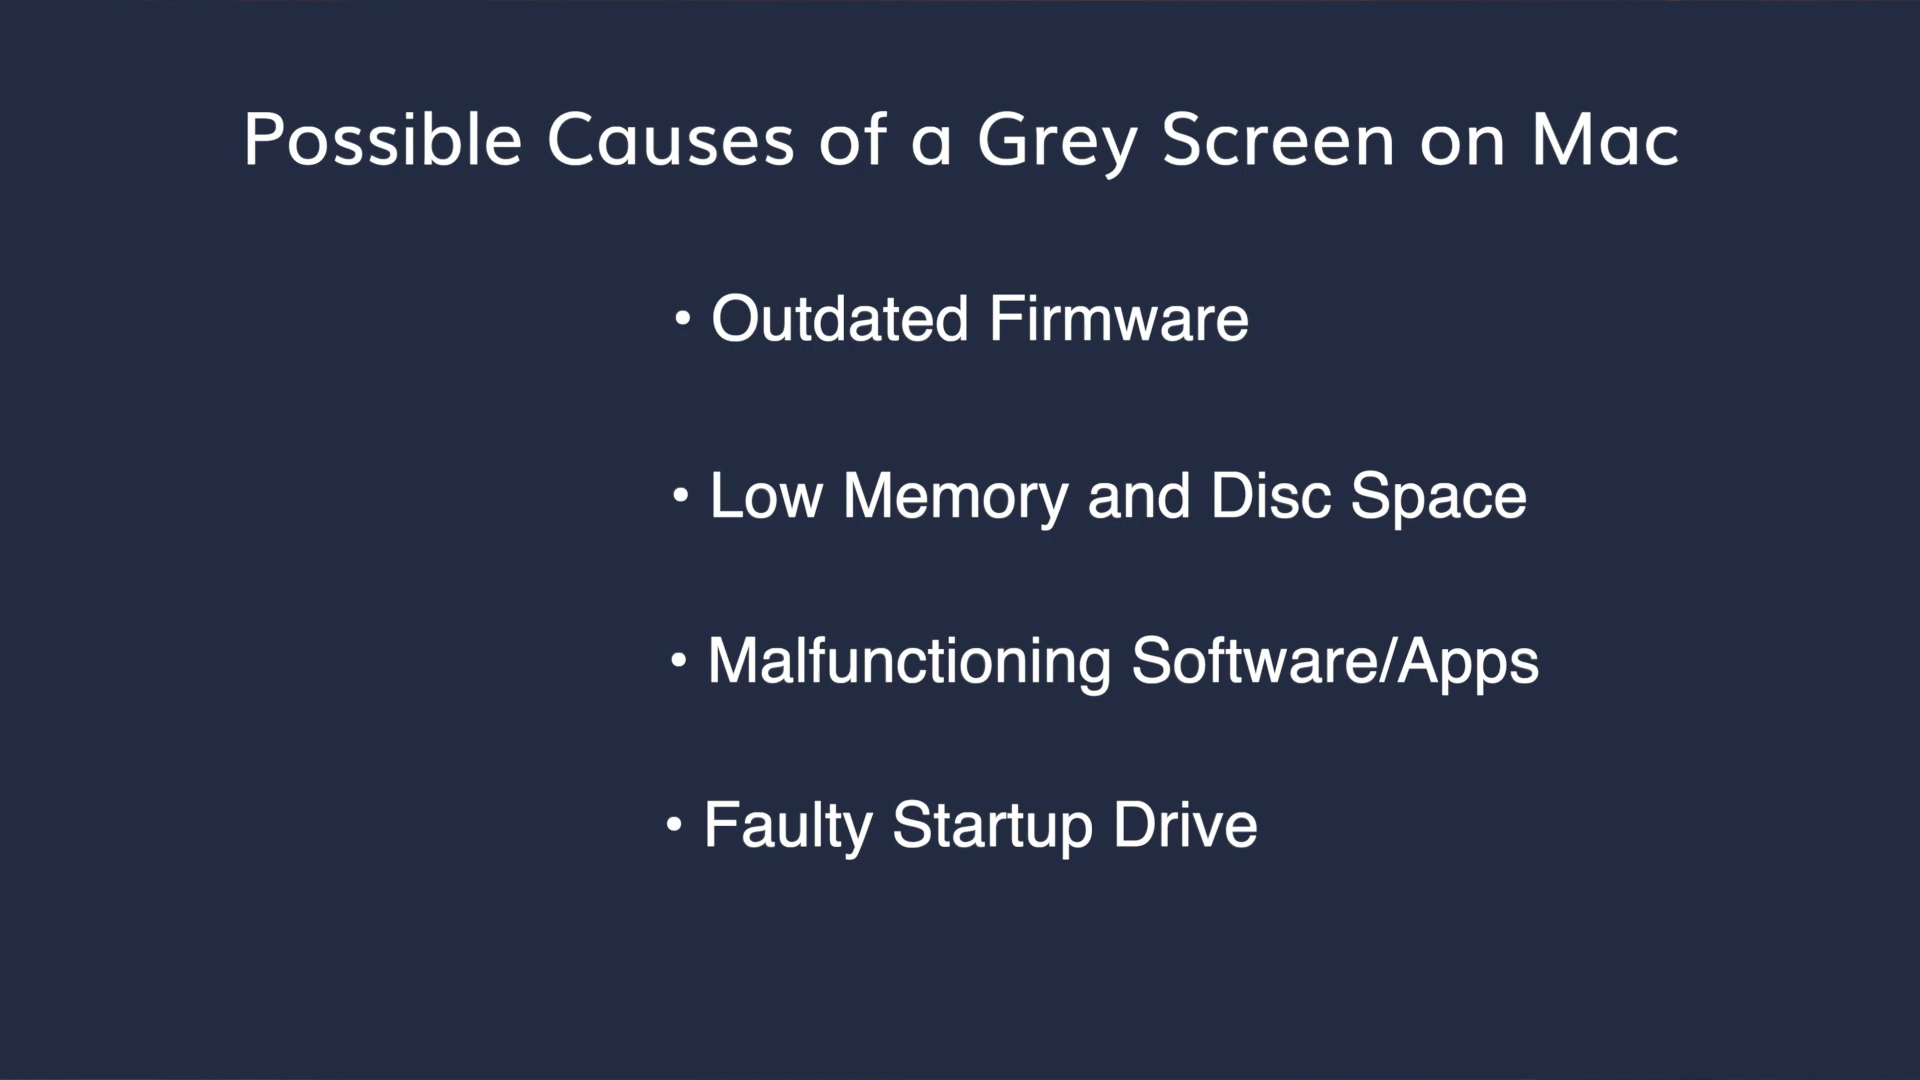 Possible Causes of a Grey Screen on Mac
• Outdated Firmware
• Low Memory and Disc Space
• Malfunctioning Software/Apps
• Faulty Startup Drive